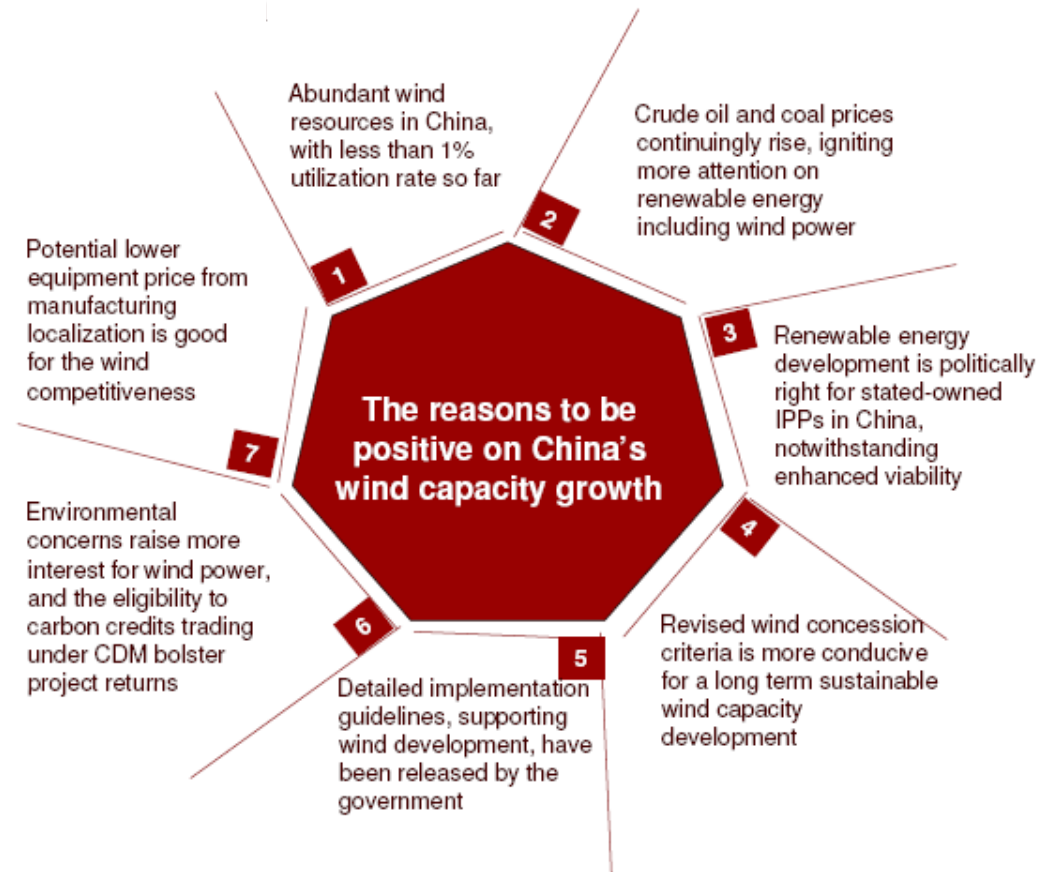 The reasons to be
positive on China's
wind capacity growth
1
Abundant wind
resources in China,
with less than 1%
utilization rate so far
2
Crude oil and coal prices
continuingly rise, igniting
more attention on
renewable energy
including wind power
3
Renewable energy
development is politically
right for stated-owned
IPPs in China,
notwithstanding
enhanced viability
4
Revised wind concession
criteria is more conducive
for a long term sustainable
wind capacity
development
5
Detailed implementation
guidelines, supporting
wind development, have
been released by the
government
6
Environmental
concerns raise more
interest for wind power,
and the eligibility to
carbon credits trading
under CDM bolster
project returns
7
Potential lower
equipment price from
manufacturing
localization is good
for the wind
competitiveness